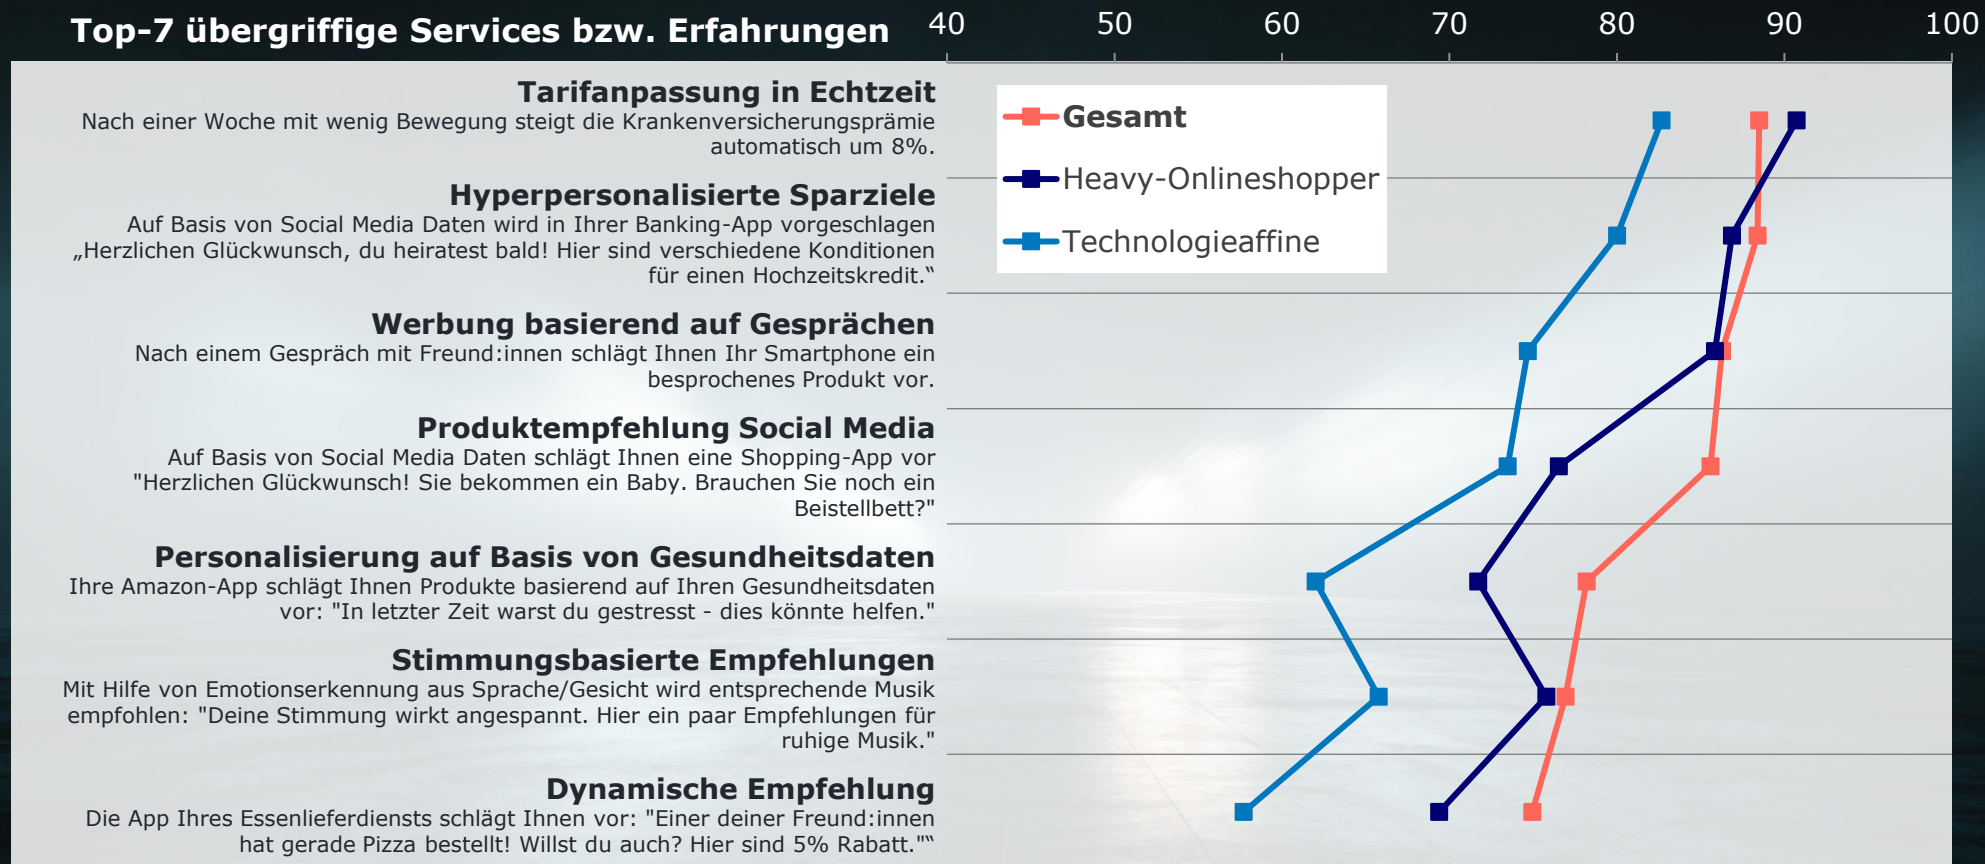 Top-7 übergriffige Services bzw. Erfahrungen
40 50 60 70 80 90 100
Tarifanpassung in Echtzeit
Nach einer Woche mit wenig Bewegung steigt die Krankenversicherungsprämie
automatisch um 8%.
Hyperpersonalisierte Sparziele
Auf Basis von Social Media Daten wird in Ihrer Banking-App vorgeschlagen
„Herzlichen Glückwunsch, du heiratest bald! Hier sind verschiedene Konditionen
für einen Hochzeitskredit.“
Werbung basierend auf Gesprächen
Nach einem Gespräch mit Freund:innen schlägt Ihnen Ihr Smartphone ein
besprochenes Produkt vor.
Produktempfehlung Social Media
Auf Basis von Social Media Daten schlägt Ihnen eine Shopping-App vor
"Herzlichen Glückwunsch! Sie bekommen ein Baby. Brauchen Sie noch ein
Beistellbett?"
Personalisierung auf Basis von Gesundheitsdaten
Ihre Amazon-App schlägt Ihnen Produkte basierend auf Ihren Gesundheitsdaten
vor: "In letzter Zeit warst du gestresst - dies könnte helfen."
Stimmungsbasierte Empfehlungen
Mit Hilfe von Emotionserkennung aus Sprache/Gesicht wird entsprechende Musik
empfohlen: "Deine Stimmung wirkt angespannt. Hier ein paar Empfehlungen für
ruhige Musik."
Dynamische Empfehlung
Die App Ihres Essenlieferdiensts schlägt Ihnen vor: "Einer deiner Freund:innen
hat gerade Pizza bestellt! Willst du auch? Hier sind 5% Rabatt."“
Gesamt
Heavy-Onlineshopper
Technologieaffine